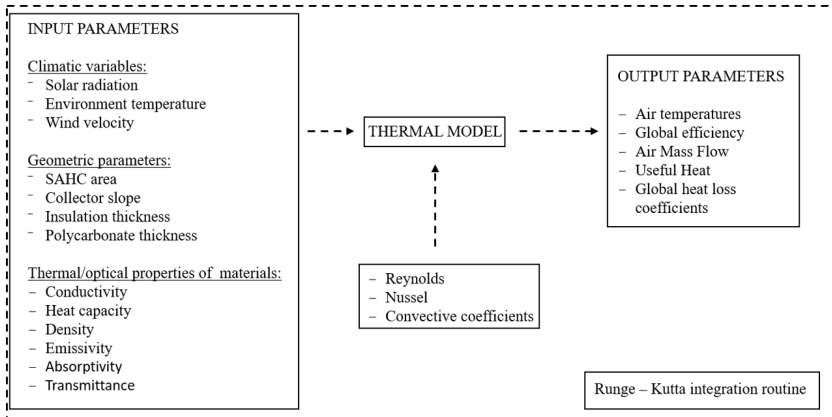 INPUT PARAMETERS
Climatic variables:
- Solar radiation
- Environment temperature
- Wind velocity
Geometric parameters:
- SAHC area
- Collector slope
- Insulation thickness
- Polycarbonate thickness
Thermal/optical properties of materials:
- Conductivity
- Heat capacity
- Density
- Emissivity
- Absorptivity
- Transmittance
THERMAL MODEL
- Reynolds
- Nussel
- Convective coefficients
OUTPUT PARAMETERS
- Air temperatures
- Global efficiency
- Air Mass Flow
- Useful Heat
- Global heat loss
coefficients
Runge – Kutta integration routine